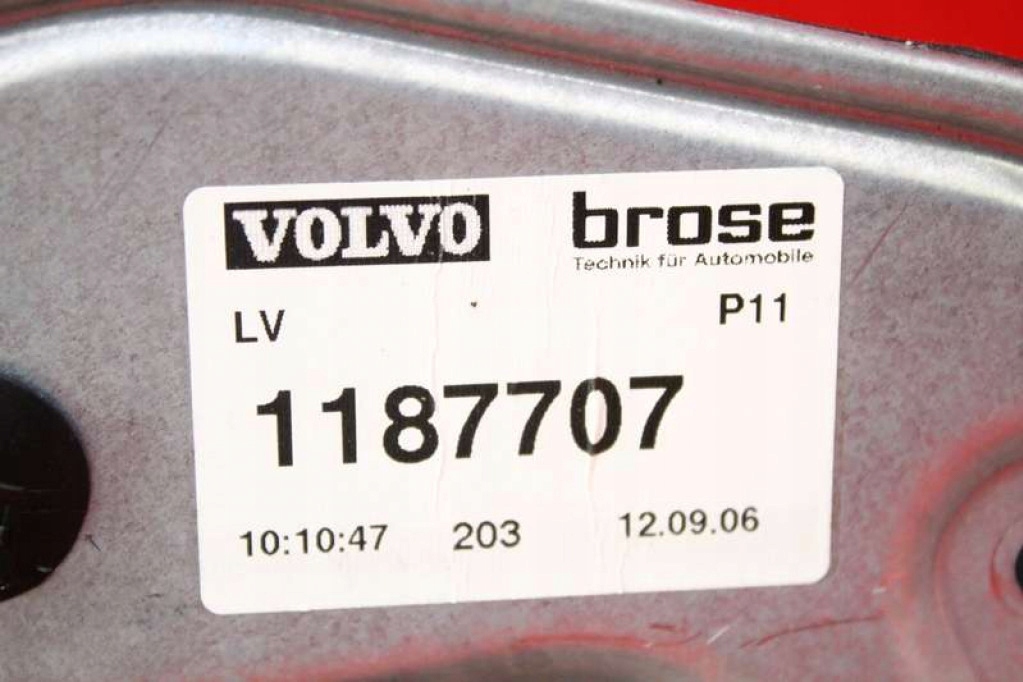 VOLVO brose
Technik für Automobile
LV P11
1187707
10:10:47 203 12.09.06